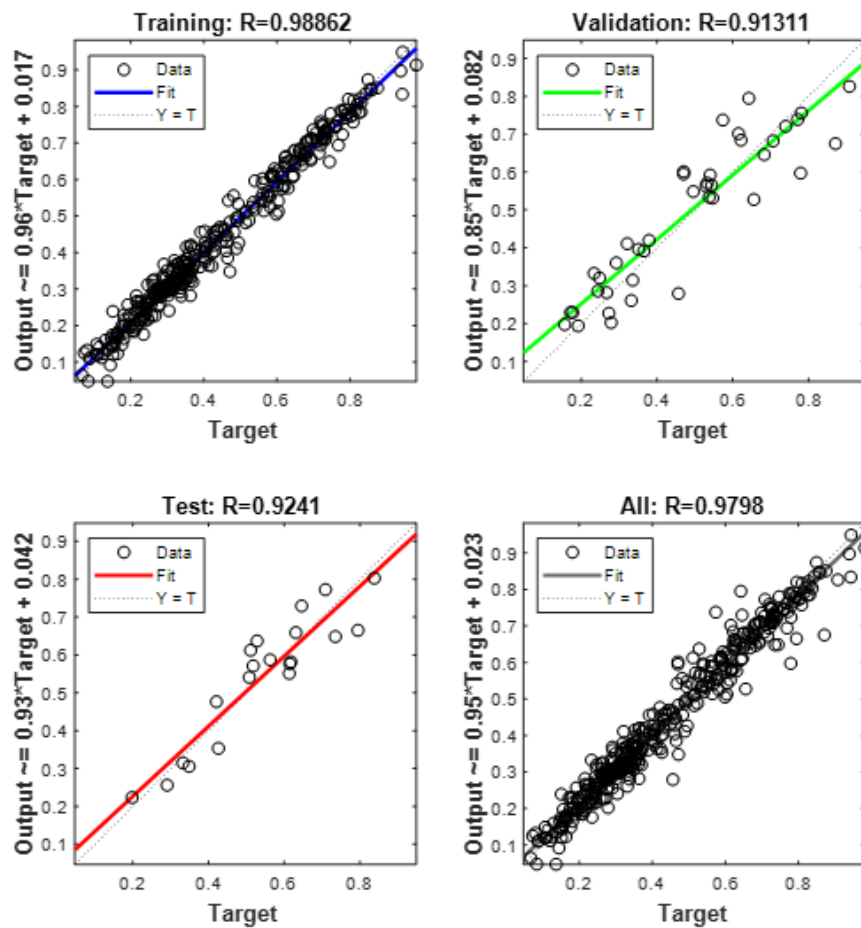 Training: R=0.98862
Output ~= 0.96*Target + 0.017
0.9
0.8
0.7
0.6
0.5
0.4
0.3
0.2
0.1
Data
Fit
Y = T
0.2
0.4
0.6
0.8
Target
Validation: R=0.91311
Output ~= 0.85*Target + 0.082
0.9
0.8
0.7
0.6
0.5
0.4
0.3
0.2
0.1
Data
Fit
Y = T
0.2
0.4
0.6
0.8
Target
Test: R=0.9241
Output ~= 0.93*Target + 0.042
0.9
0.8
0.7
0.6
0.5
0.4
0.3
0.2
0.1
Data
Fit
Y = T
0.2
0.4
0.6
0.8
Target
All: R=0.9798
Output ~= 0.95*Target + 0.023
0.9
0.8
0.7
0.6
0.5
0.4
0.3
0.2
0.1
Data
Fit
Y = T
0.2
0.4
0.6
0.8
Target